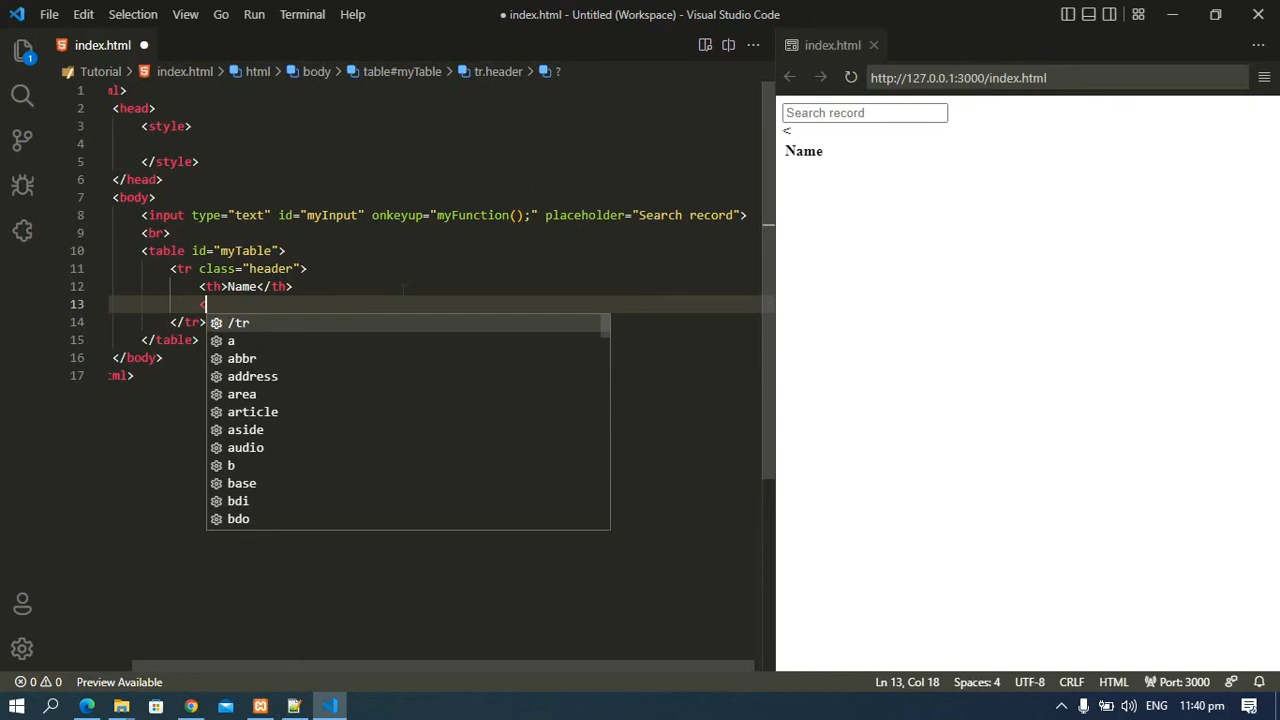 File Edit Selection View Go Run Terminal Help ● index.html - Untitled (Workspace) - Visual Studio Code
index.html ●
index.html
Tutorial > index.html > html > body > table#myTable > tr.header > ?
http://127.0.0.1:3000/index.html
1 ml>
2 <head>
3 <style>
4
5 </style>
6 </head>
7 <body>
8 <input type="text" id="myInput" onkeyup="myFunction();" placeholder="Search record">
9 <br>
10 <table id="myTable">
11 <tr class="header">
12 <th>Name</th>
13 <
14 </tr>
15 </table>
16 </body>
17 tml>
/tr
a
abbr
address
area
article
aside
audio
b
base
bdi
bdo
Search record
<
Name
1
0 0 Preview Available Ln 13, Col 18 Spaces: 4 UTF-8 CRLF HTML Port: 3000
ENG 11:40 pm